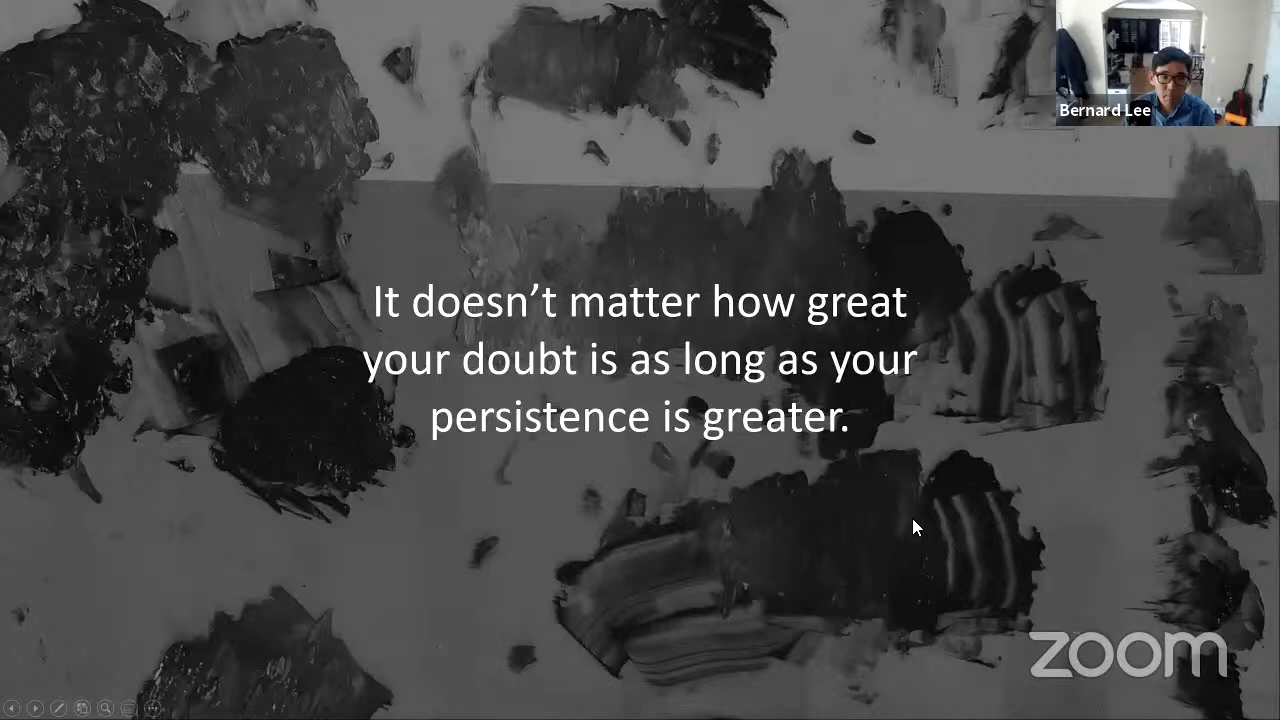 Bernard Lee
It doesn’t matter how great
your doubt is as long as your
persistence is greater.
zoom